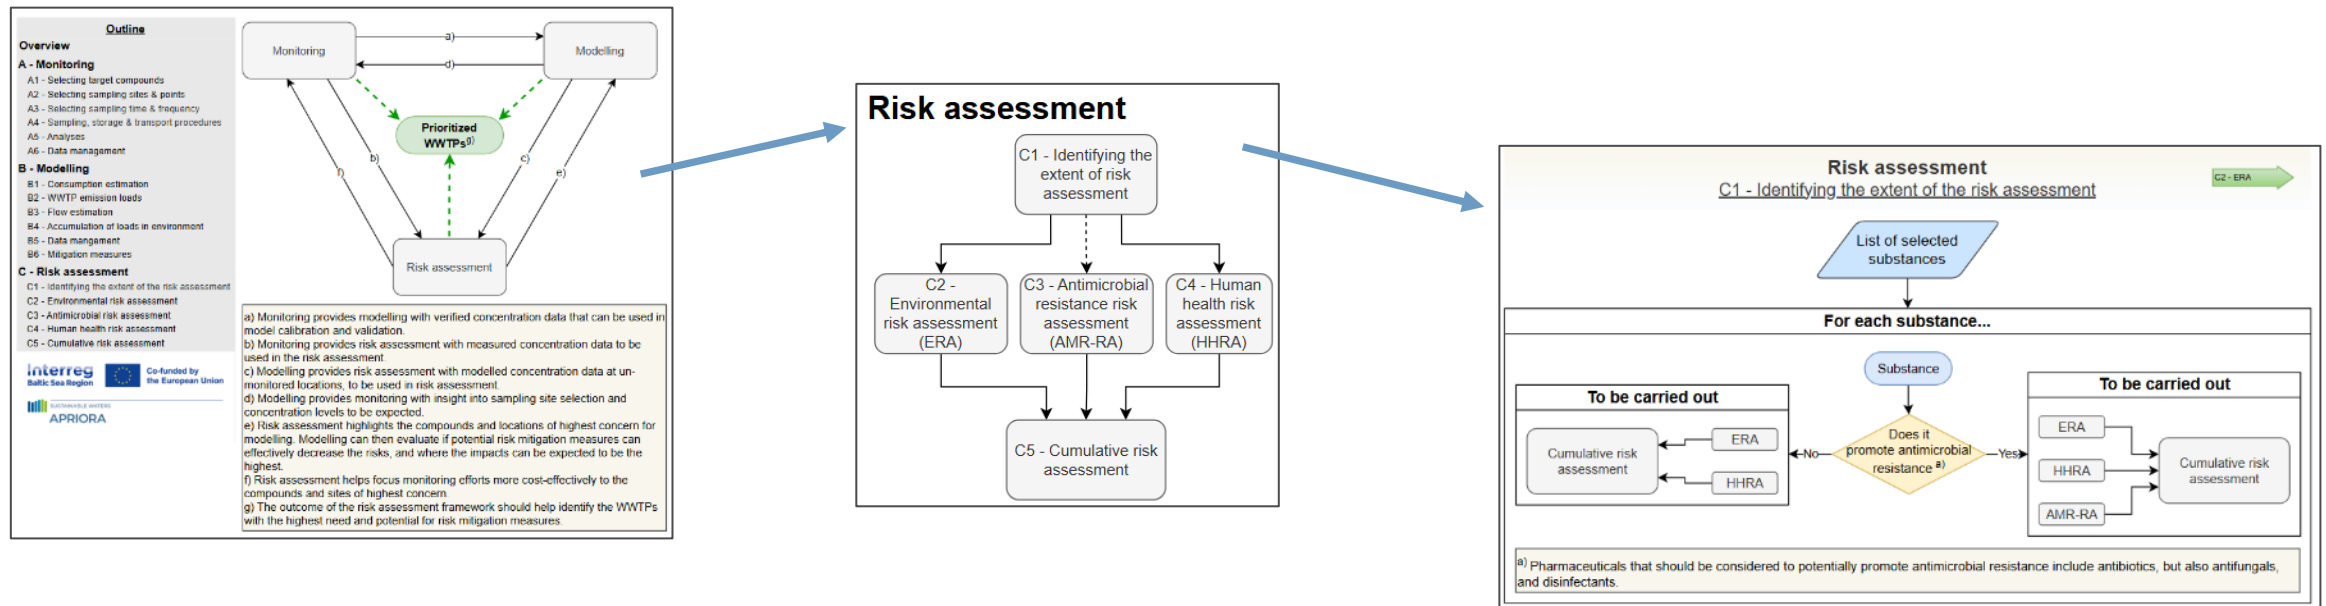 Outline
Overview
A - Monitoring
A1 - Selecting target compounds
A2 - Selecting sampling sites & points
A3 - Selecting sampling time & frequency
A4 - Sampling, storage & transport procedures
A5 - Analyses
A6 - Data management
B - Modelling
B1 - Consumption estimation
B2 - WWTP emission loads
B3 - Flow estimation
B4 - Accumulation of loads in environment
B5 - Data mangement
B6 - Mitigation measures
C - Risk assessment
C1 - Identifying the extent of the risk assessment
C2 - Environmental risk assessment
C3 - Antimicrobial risk assessment
C4 - Human health risk assessment
C5 - Cumulative risk assessment
Interreg
Baltic Sea Region
Co-funded by
the European Union
SUSTAINABLE WATERS
APRIORA
Monitoring
a)
Modelling
d)
Prioritized
WWTPs g)
b)
c)
f)
e)
Risk assessment
a) Monitoring provides modelling with verified concentration data that can be used in
model calibration and validation.
b) Monitoring provides risk assessment with measured concentration data to be
used in the risk assessment.
c) Modelling provides risk assessment with modelled concentration data at un-
monitored locations, to be used in risk assessment.
d) Modelling provides monitoring with insight into sampling site selection and
concentration levels to be expected.
e) Risk assessment highlights the compounds and locations of highest concern for
modelling. Modelling can then evaluate if potential risk mitigation measures can
effectively decrease the risks, and where the impacts can be expected to be the
highest.
f) Risk assessment helps focus monitoring efforts more cost-effectively to the
compounds and sites of highest concern.
g) The outcome of the risk assessment framework should help identify the WWTPs
with the highest need and potential for risk mitigation measures.
Risk assessment
C1 - Identifying the
extent of risk
assessment
C2 -
Environmental
risk assessment
(ERA)
C3 - Antimicrobial
resistance risk
assessment
(AMR-RA)
C4 - Human
health risk
assessment
(HHRA)
C5 - Cumulative risk
assessment
Risk assessment
C1 - Identifying the extent of the risk assessment
C2 - ERA
List of selected
substances
For each substance...
Substance
To be carried out
Cumulative risk
assessment
ERA
HHRA
No
Does it
promote antimicrobial
resistance a)
Yes
To be carried out
ERA
HHRA
AMR-RA
Cumulative risk
assessment
a) Pharmaceuticals that should be considered to potentially promote antimicrobial resistance include antibiotics, but also antifungals,
and disinfectants.